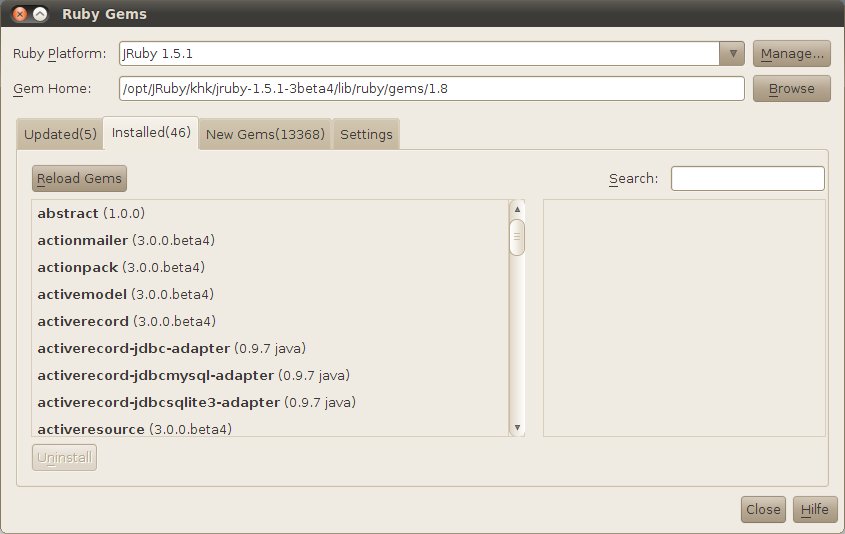 Ruby Gems
Ruby Platform: JRuby 1.5.1 Manage...
Gem Home: /opt/JRuby/khk/jruby-1.5.1-3beta4/lib/ruby/gems/1.8 Browse
Updated(5) Installed(46) New Gems(13368) Settings
Reload Gems Search:
abstract (1.0.0)
actionmailer (3.0.0.beta4)
actionpack (3.0.0.beta4)
activemodel (3.0.0.beta4)
activerecord (3.0.0.beta4)
activerecord-jdbc-adapter (0.9.7 java)
activerecord-jdbcmysql-adapter (0.9.7 java)
activerecord-jdbcsqlite3-adapter (0.9.7 java)
activeresource (3.0.0.beta4)
Uninstall
Close Hilfe